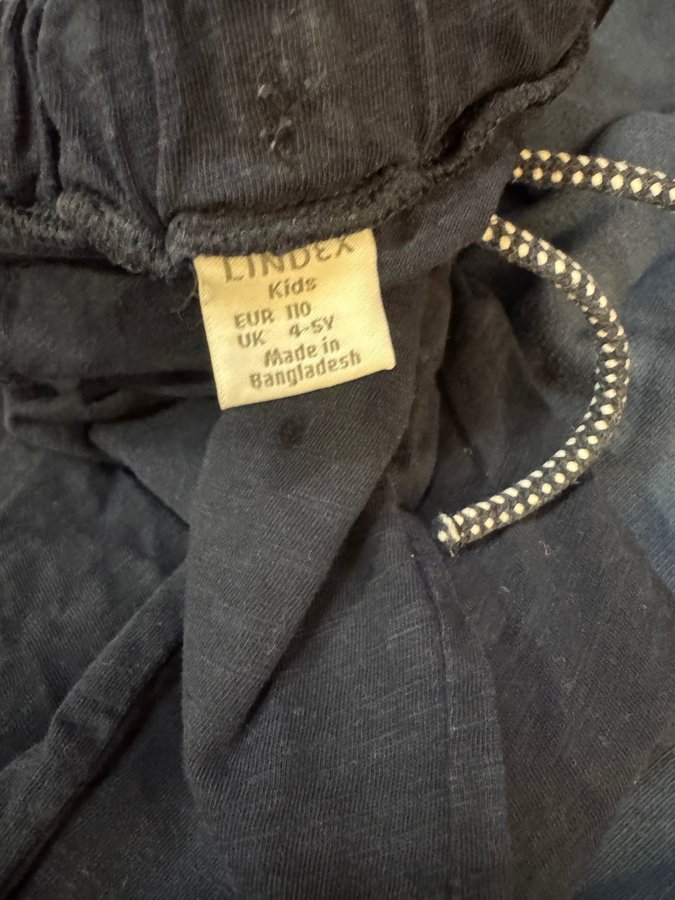 LINDEX
Kids
EUR 110
UK 4-5Y
Made in
Bangladesh